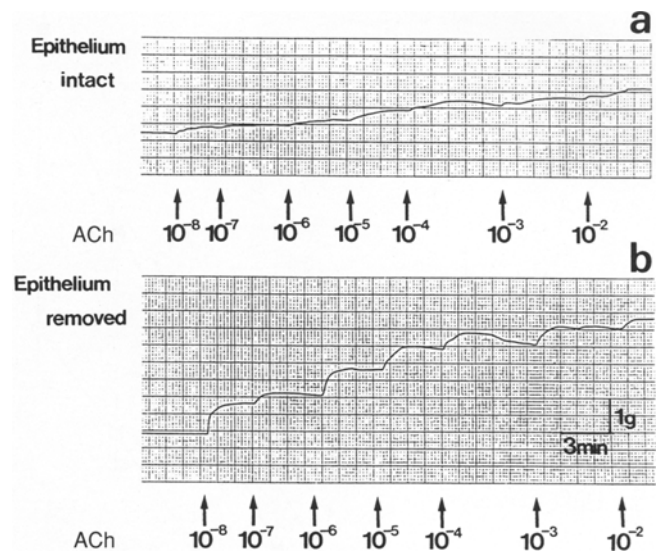 a
Epithelium
intact
ACh 10⁻⁸ 10⁻⁷ 10⁻⁶ 10⁻⁵ 10⁻⁴ 10⁻³ 10⁻²
b
Epithelium
removed
1g
3min
ACh 10⁻⁸ 10⁻⁷ 10⁻⁶ 10⁻⁵ 10⁻⁴ 10⁻³ 10⁻²